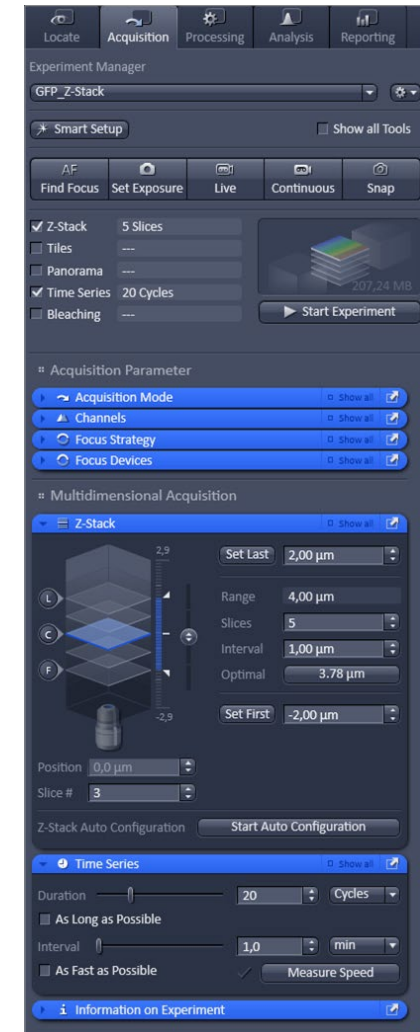 Locate Acquisition Processing Analysis Reporting
Experiment Manager
GFP_Z-Stack
Smart Setup Show all Tools
AF
Find Focus Set Exposure Live Continuous Snap
Z-Stack 5 Slices
Tiles ---
Panorama ---
Time Series 20 Cycles
Bleaching ---
207,24 MB
Start Experiment
Acquisition Parameter
Acquisition Mode Show all
Channels Show all
Focus Strategy Show all
Focus Devices Show all
Multidimensional Acquisition
Z-Stack Show all
2,9
L
C
F
-2,9
Set Last 2,00 µm
Range 4,00 µm
Slices 5
Interval 1,00 µm
Optimal 3.78 µm
Set First -2,00 µm
Position 0,0 µm
Slice # 3
Z-Stack Auto Configuration Start Auto Configuration
Time Series Show all
Duration 20 Cycles
As Long as Possible
Interval 1,0 min
As Fast as Possible Measure Speed
i Information on Experiment